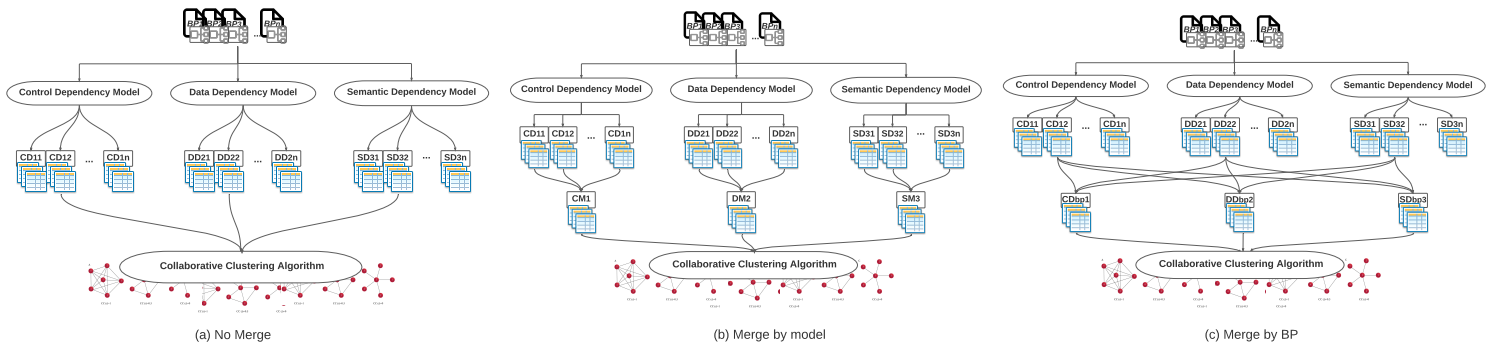 BP1 BP2 BP3 ... BPn
Control Dependency Model
Data Dependency Model
Semantic Dependency Model
CD11 CD12 ... CD1n
DD21 DD22 ... DD2n
SD31 SD32 ... SD3n
Collaborative Clustering Algorithm
(a) No Merge
BP1 BP2 BP3 ... BPn
Control Dependency Model
Data Dependency Model
Semantic Dependency Model
CD11 CD12 ... CD1n
DD21 DD22 ... DD2n
SD31 SD32 ... SD3n
CM1
DM2
SM3
Collaborative Clustering Algorithm
(b) Merge by model
BP1 BP2 BP3 ... BPn
Control Dependency Model
Data Dependency Model
Semantic Dependency Model
CD11 CD12 ... CD1n
DD21 DD22 ... DD2n
SD31 SD32 ... SD3n
CDbp1
DDbp2
SDbp3
Collaborative Clustering Algorithm
(c) Merge by BP